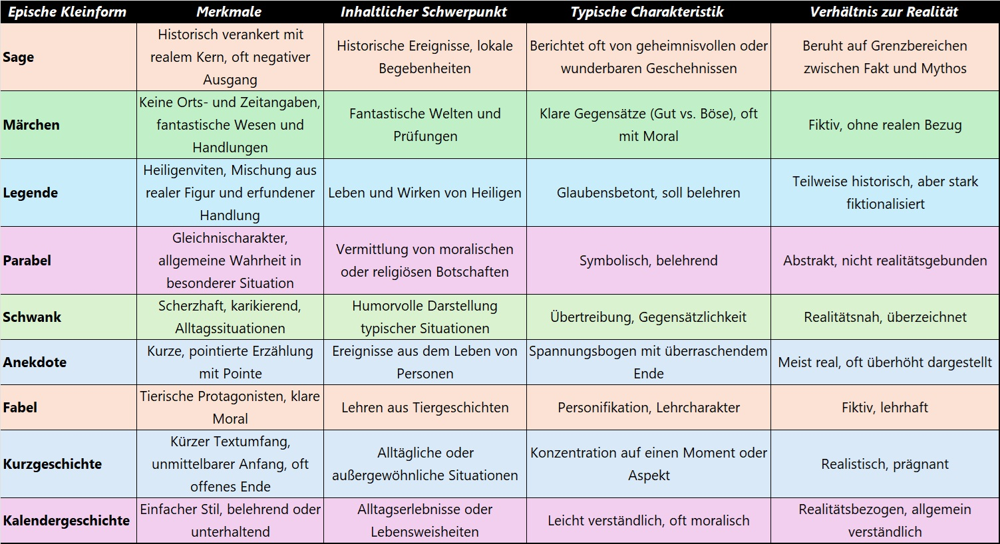 Epische Kleinform Merkmale Inhaltlicher Schwerpunkt Typische Charakteristik Verhältnis zur Realität
Sage
Historisch verankert mit
realem Kern, oft negativer
Ausgang
Historische Ereignisse, lokale
Begebenheiten
Berichtet oft von geheimnisvollen oder
wunderbaren Geschehnissen
Beruht auf Grenzbereichen
zwischen Fakt und Mythos
Märchen
Keine Orts- und Zeitangaben,
fantastische Wesen und
Handlungen
Fantastische Welten und
Prüfungen
Klare Gegensätze (Gut vs. Böse), oft
mit Moral
Fiktiv, ohne realen Bezug
Legende
Heiligenviten, Mischung aus
realer Figur und erfundener
Handlung
Leben und Wirken von Heiligen
Glaubensbetont, soll belehren
Teilweise historisch, aber stark
fiktionalisiert
Parabel
Gleichnischarakter,
allgemeine Wahrheit in
besonderer Situation
Vermittlung von moralischen
oder religiösen Botschaften
Symbolisch, belehrend
Abstrakt, nicht realitätsgebunden
Schwank
Scherzhaft, karikierend,
Alltagssituationen
Humorvolle Darstellung
typischer Situationen
Übertreibung, Gegensätzlichkeit
Realitätsnah, überzeichnet
Anekdote
Kurze, pointierte Erzählung
mit Pointe
Ereignisse aus dem Leben von
Personen
Spannungsbogen mit überraschendem
Ende
Meist real, oft überhöht dargestellt
Fabel
Tierische Protagonisten, klare
Moral
Lehren aus Tiergeschichten
Personifikation, Lehrcharakter
Fiktiv, lehrhaft
Kurzgeschichte
Kürzer Textumfang,
unmittelbarer Anfang, oft
offenes Ende
Alltägliche oder
außergewöhnliche Situationen
Konzentration auf einen Moment oder
Aspekt
Realistisch, prägnant
Kalendergeschichte
Einfacher Stil, belehrend oder
unterhaltend
Alltagserlebnisse oder
Lebensweisheiten
Leicht verständlich, oft moralisch
Realitätsbezogen, allgemein
verständlich